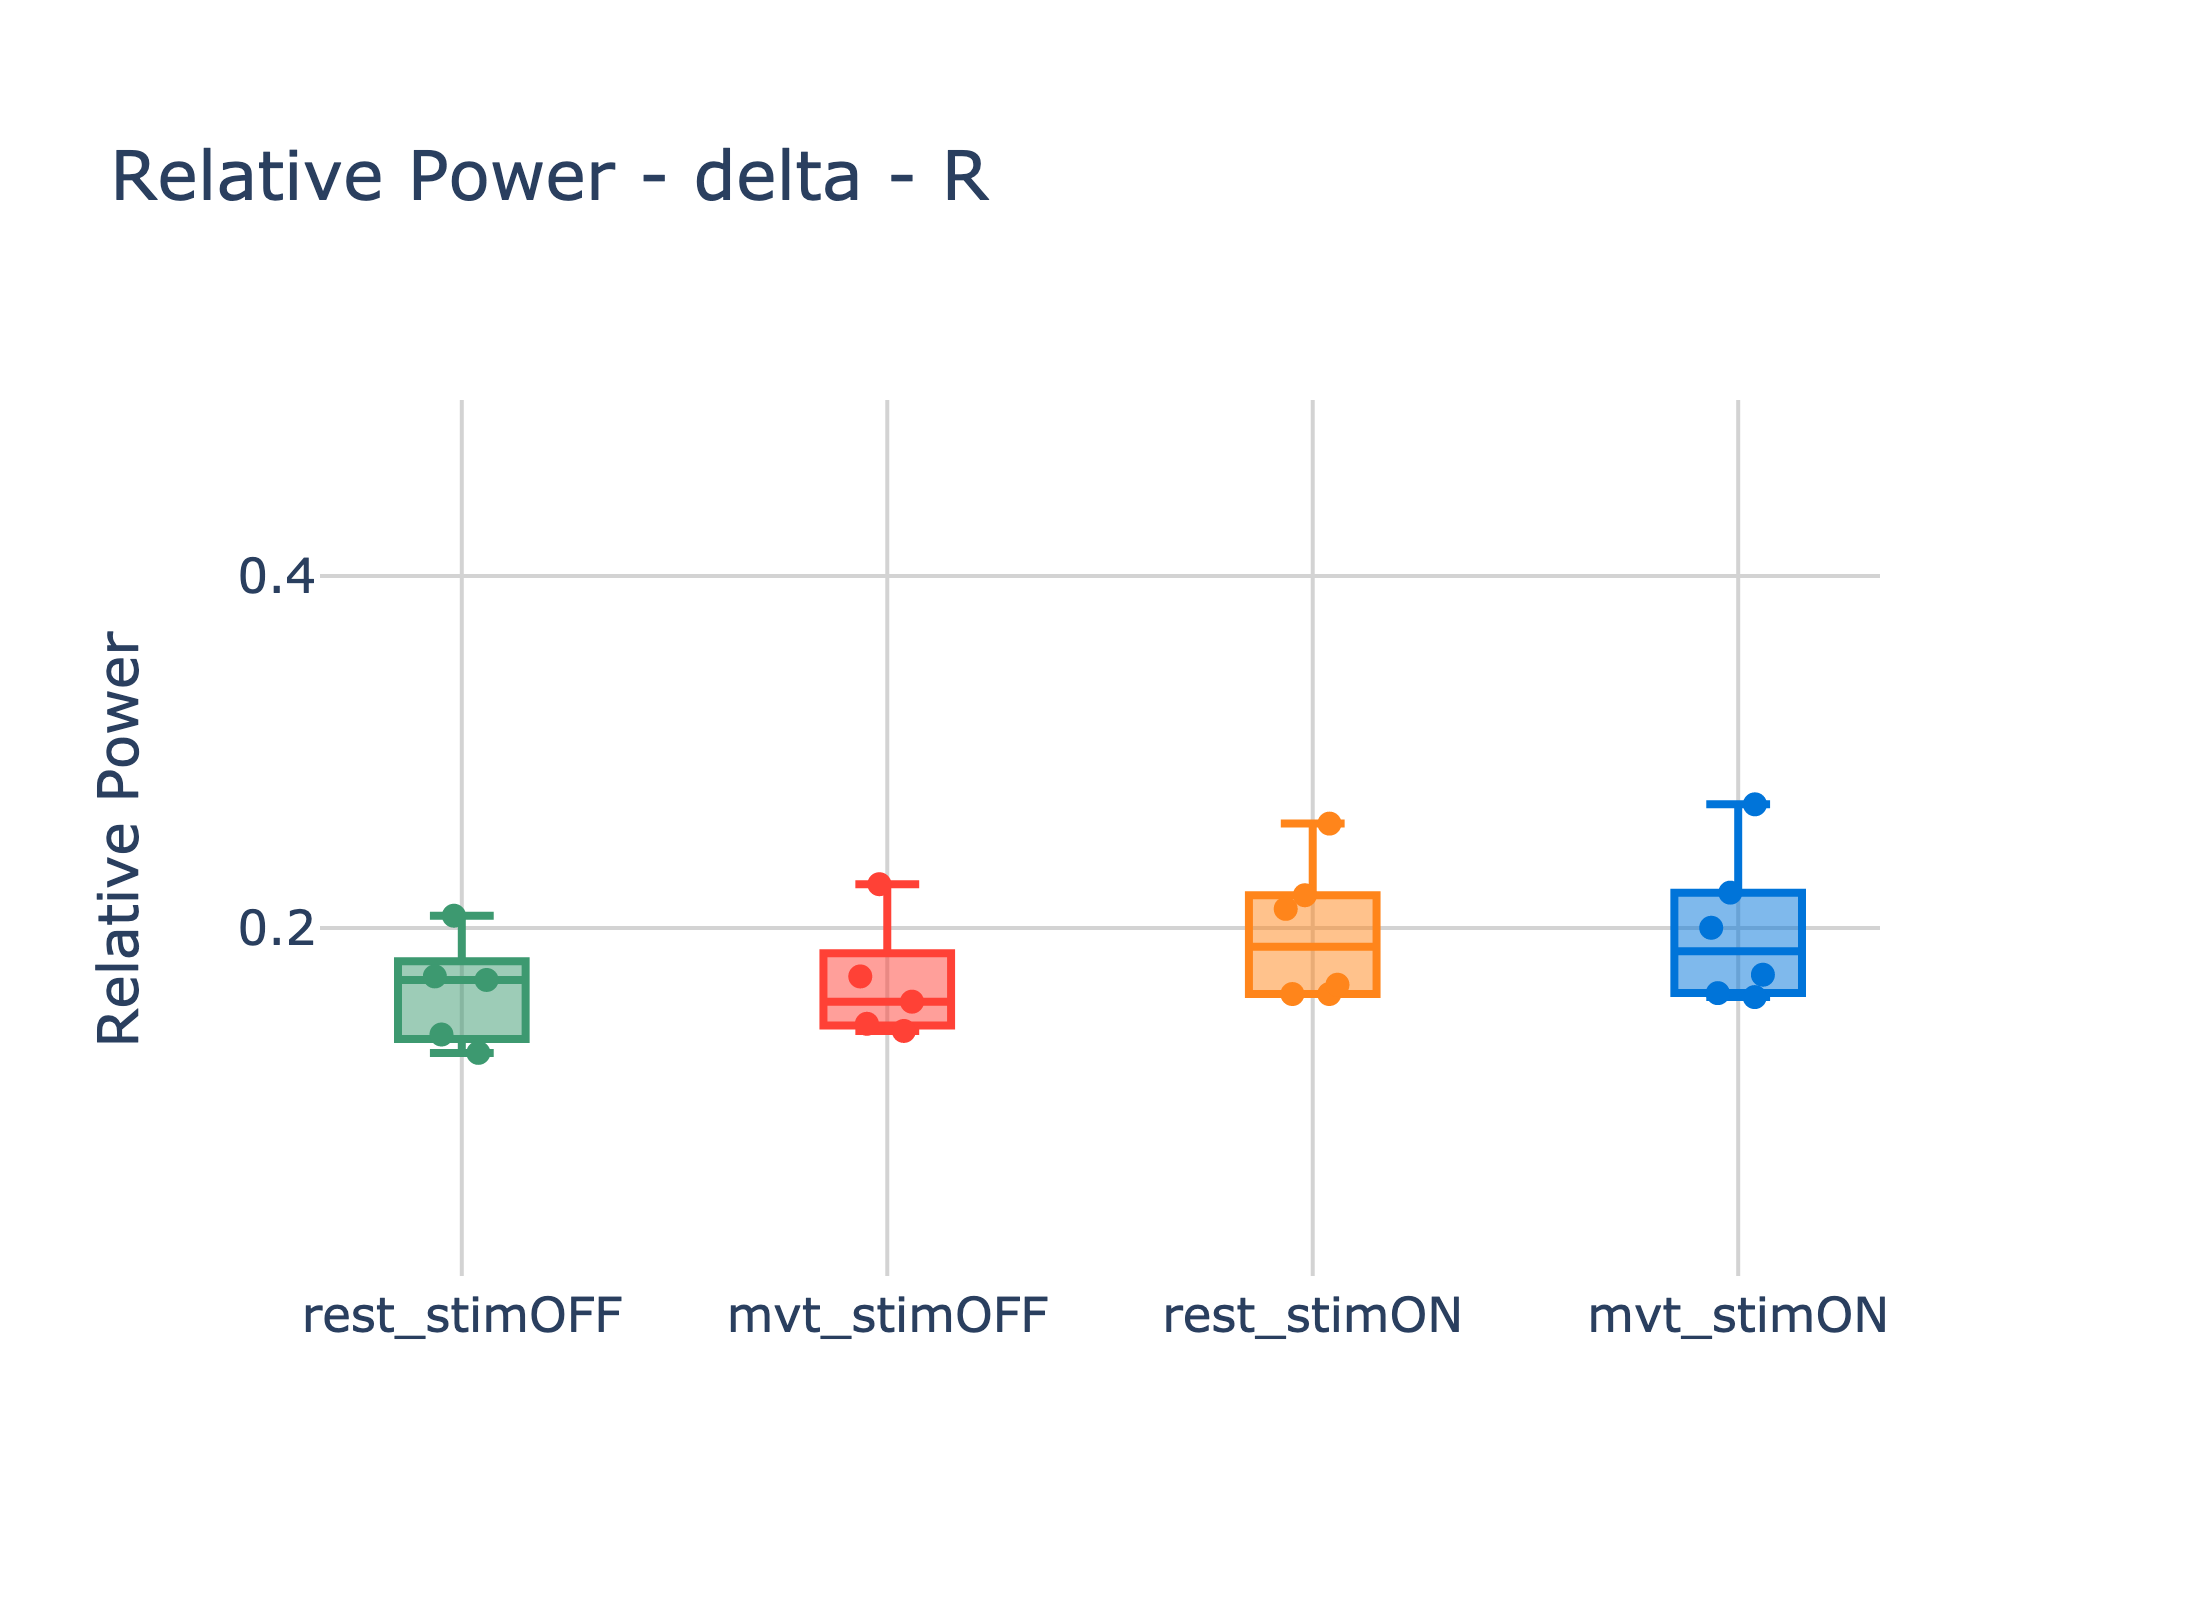 Relative Power - delta - R
Relative Power
0.4
0.2
rest_stimOFF
mvt_stimOFF
rest_stimON
mvt_stimON